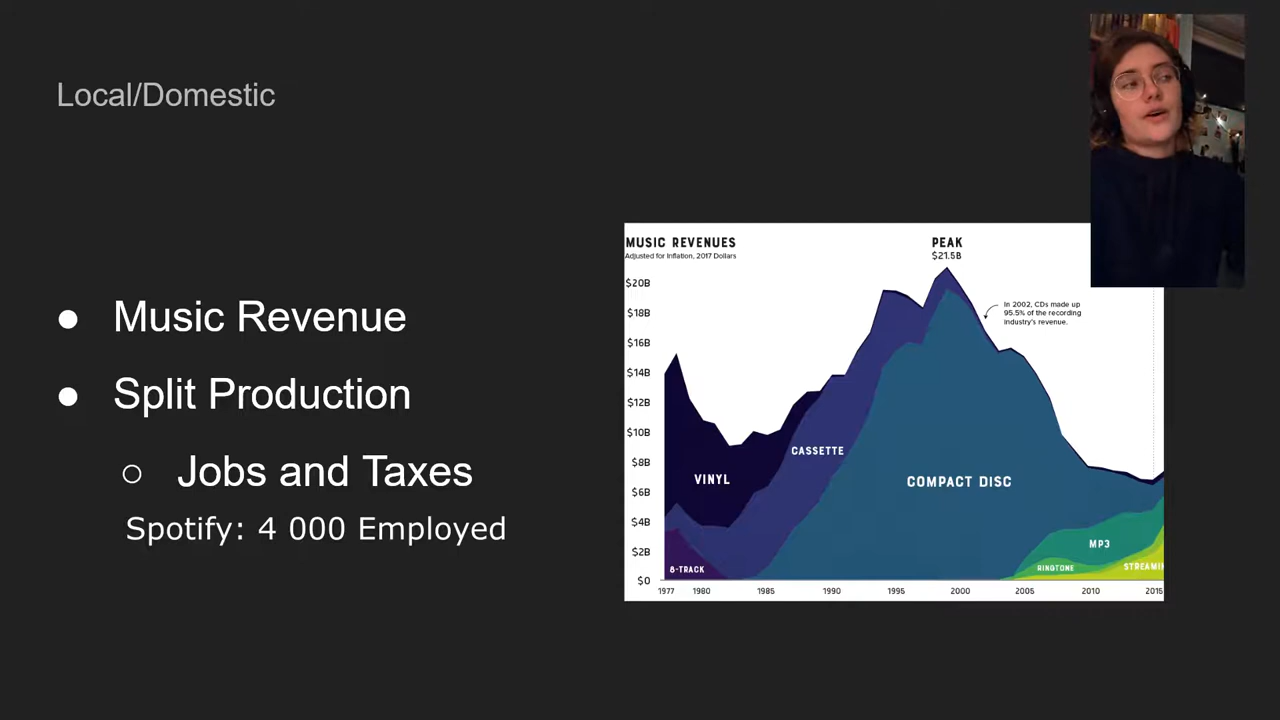 Local/Domestic
● Music Revenue
● Split Production
○ Jobs and Taxes
Spotify: 4 000 Employed
MUSIC REVENUES
Adjusted for Inflation, 2017 Dollars
PEAK
$21.5B
In 2002, CDs made up
95.5% of the recording
industry's revenue.
$20B
$18B
$16B
$14B
$12B
$10B
$8B
$6B
$4B
$2B
$0
VINYL
CASSETTE
COMPACT DISC
8-TRACK
MP3
RINGTONE
STREAMIN
1977 1980 1985 1990 1995 2000 2005 2010 2015